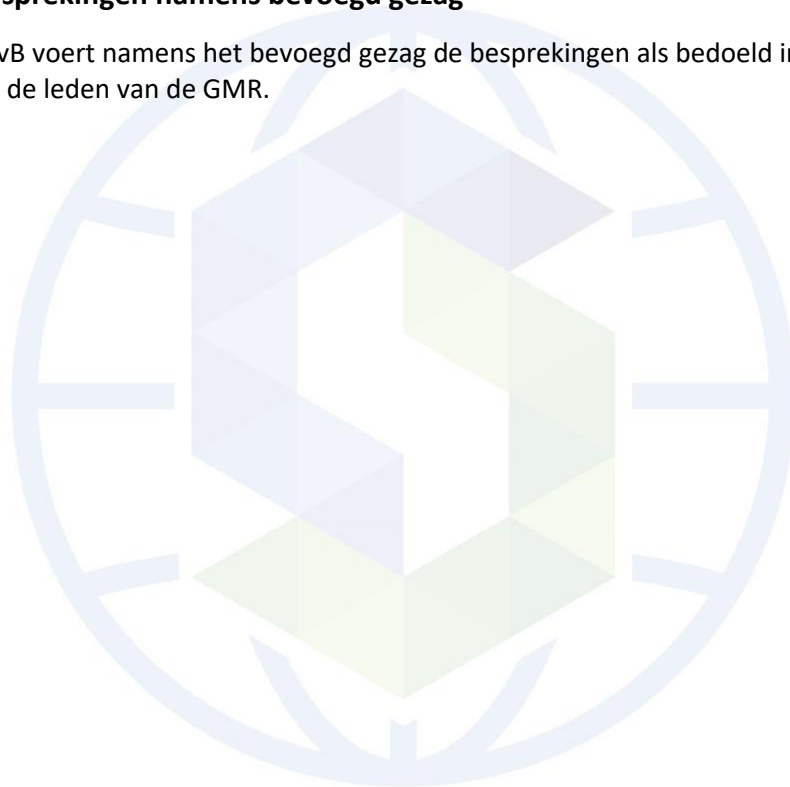 sprekingen namens bevoegd gezag
vB voert namens het bevoegd gezag de besprekingen als bedoeld in
de leden van de GMR.